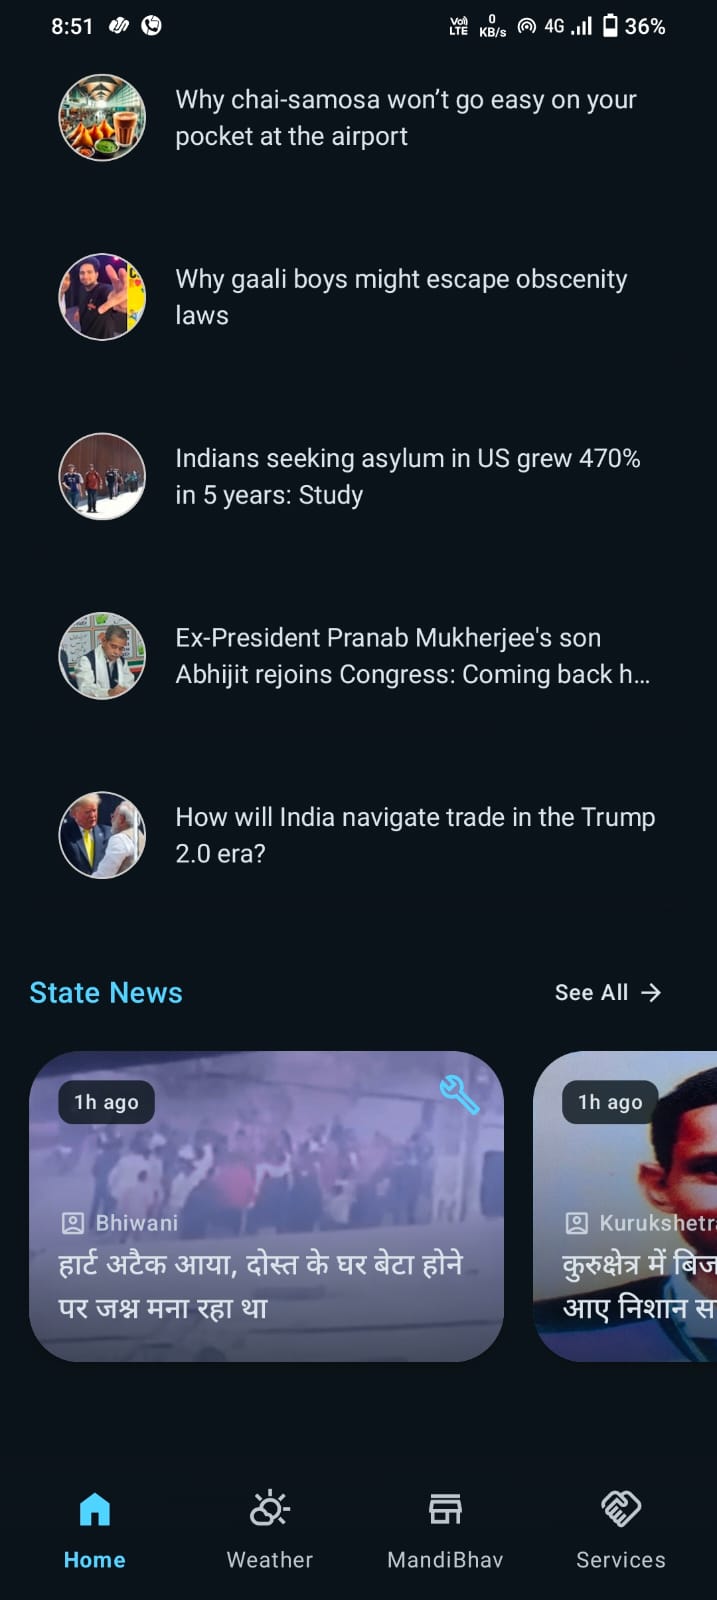 8:51
Vo)
LTE
0
KB/s
4G
36%
Why chai-samosa won’t go easy on your
pocket at the airport
Why gaali boys might escape obscenity
laws
Indians seeking asylum in US grew 470%
in 5 years: Study
Ex-President Pranab Mukherjee's son
Abhijit rejoins Congress: Coming back h…
How will India navigate trade in the Trump
2.0 era?
State News
See All
1h ago
Bhiwani
हार्ट अटैक आया, दोस्त के घर बेटा होने
पर जश्न मना रहा था
1h ago
Kurukshetr
कुरुक्षेत्र में बिज
आए निशान स
Home
Weather
MandiBhav
Services